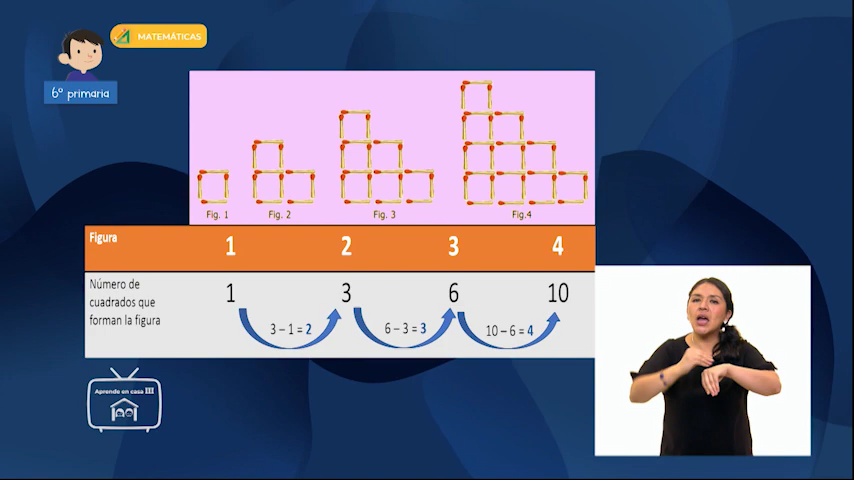 MATEMÁTICAS
6º primaria
Fig. 1 Fig. 2 Fig. 3 Fig.4
Figura 1 2 3 4
Número de
cuadrados que
forman la figura
1 3 6 10
3 – 1 = 2 6 – 3 = 3 10 – 6 = 4
Aprende en casa III